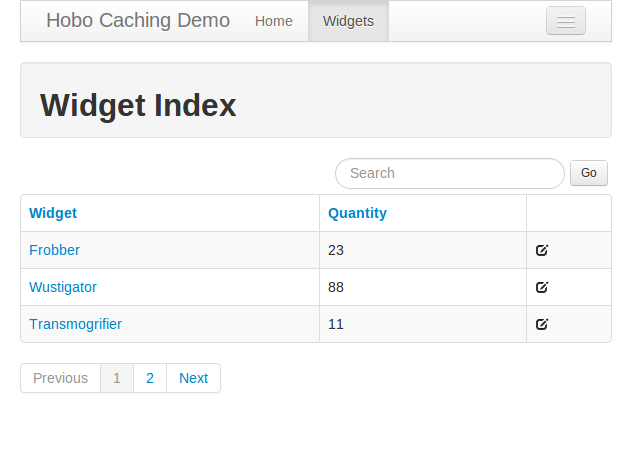 Hobo Caching Demo Home Widgets
Widget Index
Search Go
Widget Quantity
Frobber 23
Wustigator 88
Transmogrifier 11
Previous 1 2 Next